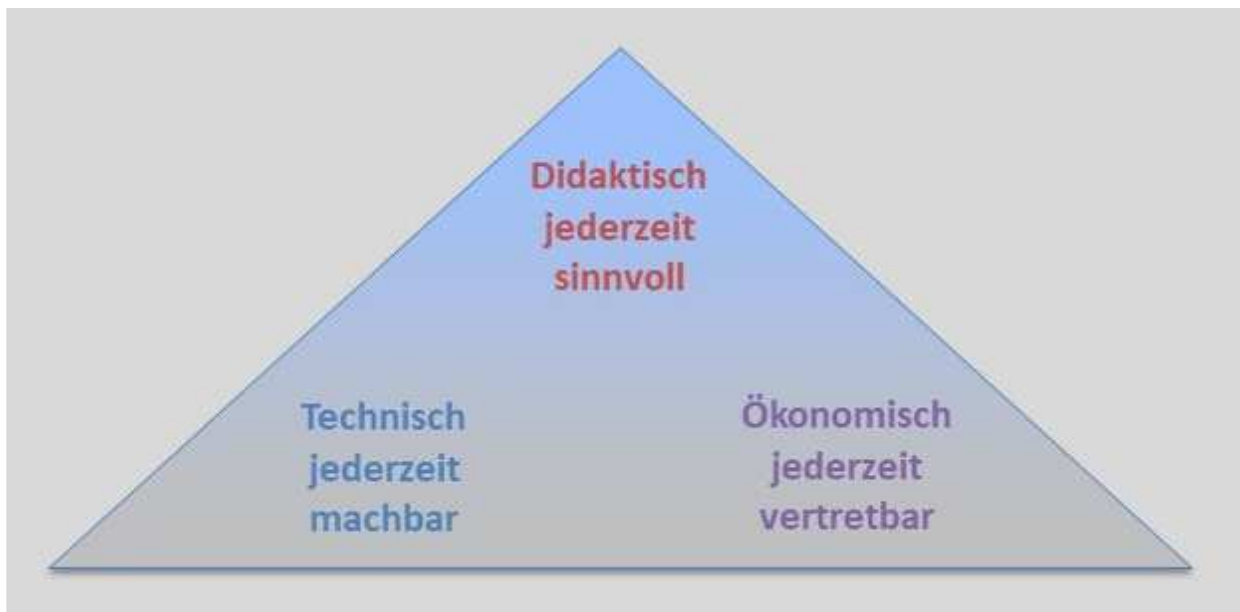 Didaktisch
jederzeit
sinnvoll
Technisch
jederzeit
machbar
Ökonomisch
jederzeit
vertretbar